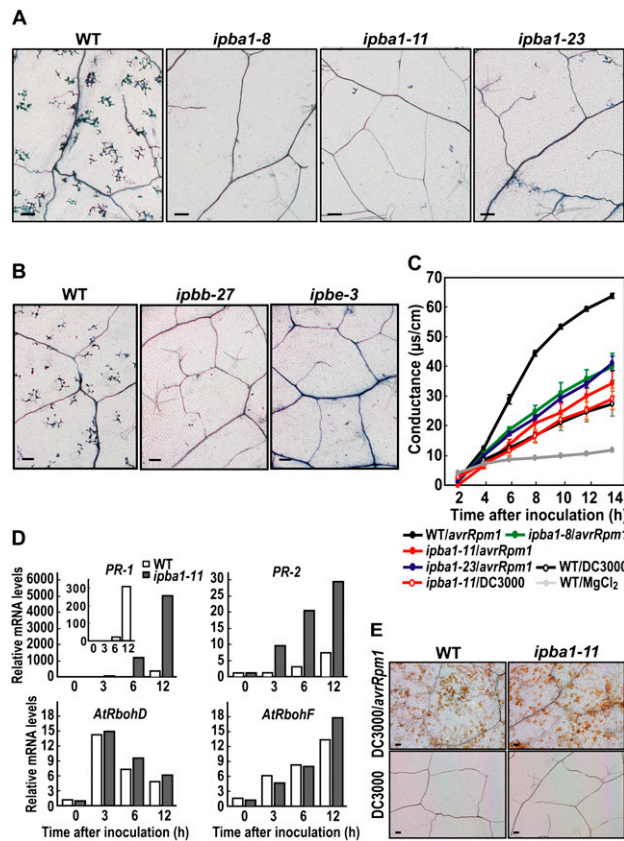 A
WT ipba1-8 ipba1-11 ipba1-23
B
WT ipbb-27 ipbe-3
C
Conductance (µs/cm)
70
60
50
40
30
20
10
0
2 4 6 8 10 12 14
Time after inoculation (h)
WT/avrRpm1 ipba1-8/avrRpm1
ipba1-11/avrRpm1
ipba1-23/avrRpm1 WT/DC3000
ipba1-11/DC3000 WT/MgCl₂
D
WT
ipba1-11
PR-1
Relative mRNA levels
6000
5000
4000
3000
2000
1000
0
300
200
100
0
0 3 6 12
0 3 6 12
PR-2
30
25
20
15
10
5
0
0 3 6 12
AtRbohD
Relative mRNA levels
18
15
12
9
6
3
0
0 3 6 12
Time after inoculation (h)
AtRbohF
18
15
12
9
6
3
0
0 3 6 12
Time after inoculation (h)
E
WT ipba1-11
DC3000/avrRpm1
DC3000